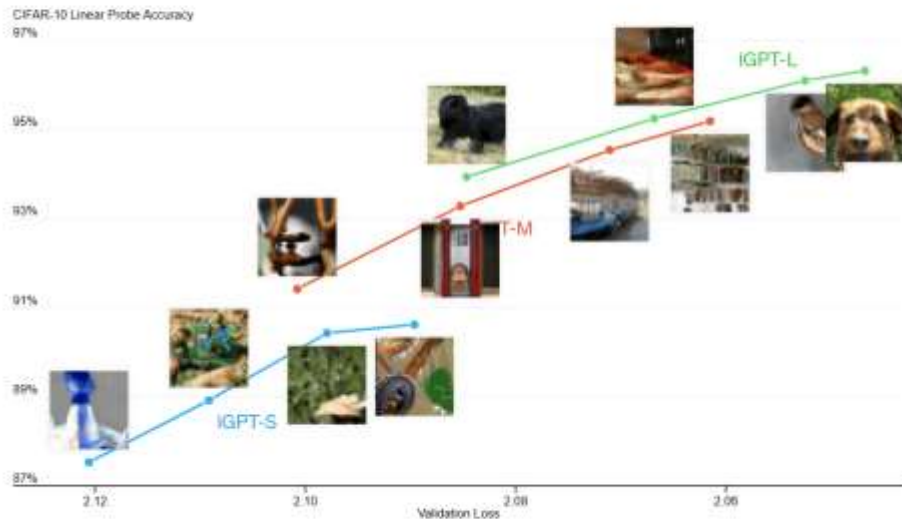 CIFAR-10 Linear Probe Accuracy
97%
IGPT-L
95%
93%
T-M
91%
89%
IGPT-S
87%
2.12
2.10
2.08
2.06
Validation Loss